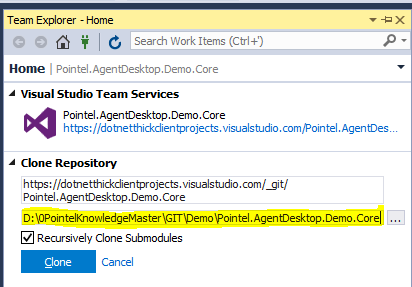 Team Explorer - Home
Search Work Items (Ctrl+')
Home | Pointel.AgentDesktop.Demo.Core
Visual Studio Team Services
Pointel.AgentDesktop.Demo.Core
https://dotnetthickclientprojects.visualstudio.com/Pointel.AgentDes...
Clone Repository
https://dotnetthickclientprojects.visualstudio.com/_git/
Pointel.AgentDesktop.Demo.Core
D:\0PointelKnowledgeMaster\GIT\Demo\Pointel.AgentDesktop.Demo.Core
...
Recursively Clone Submodules
Clone Cancel